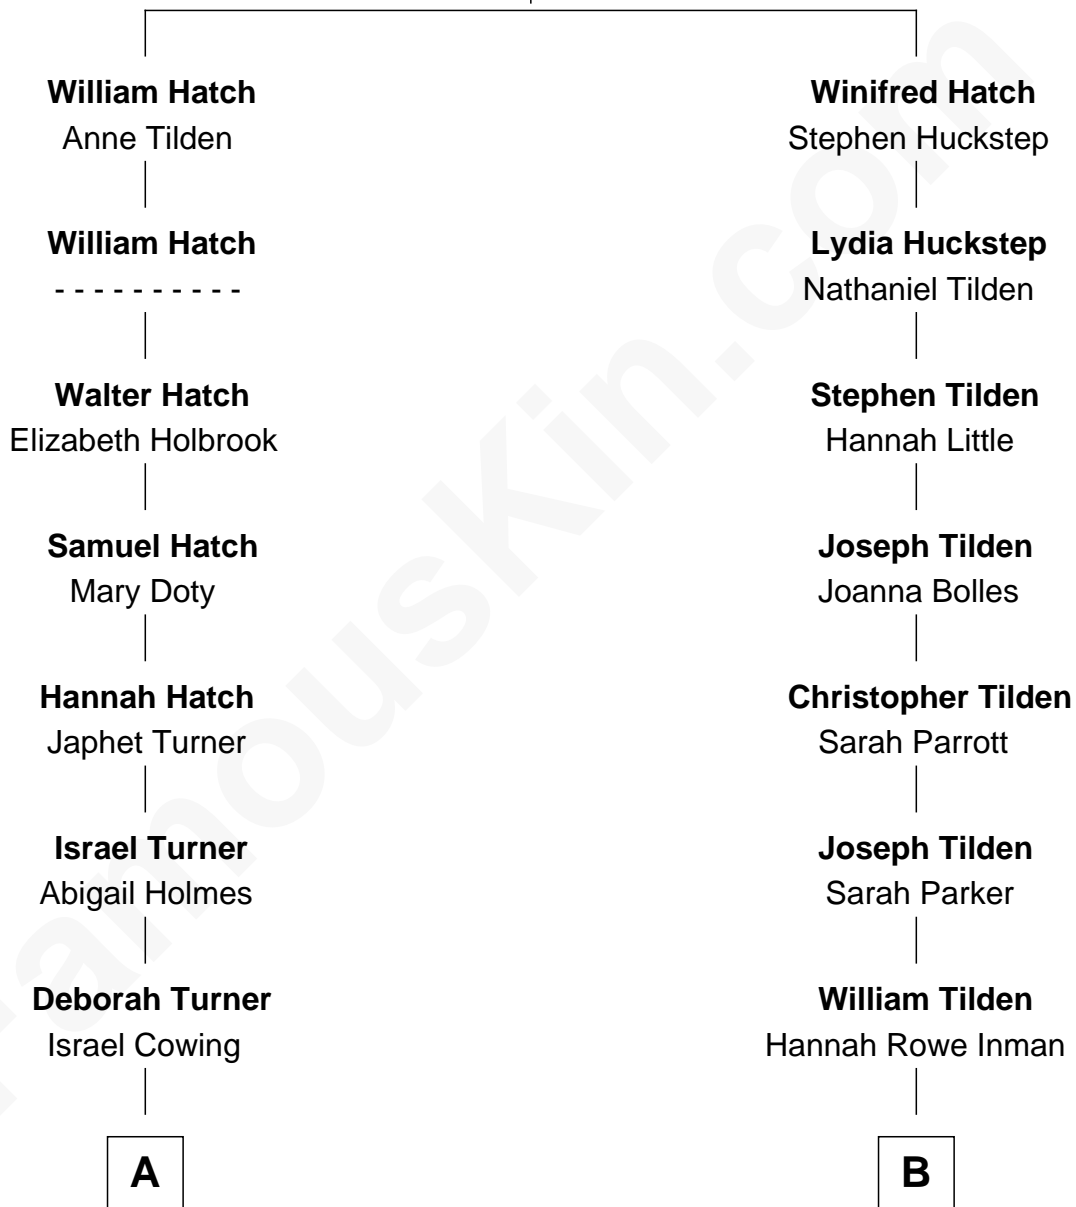 William Hatch
Anne Tilden
William Hatch
- - - - - - - - - -
Walter Hatch
Elizabeth Holbrook
Samuel Hatch
Mary Doty
Hannah Hatch
Japhet Turner
Israel Turner
Abigail Holmes
Deborah Turner
Israel Cowing
A
Winifred Hatch
Stephen Huckstep
Lydia Huckstep
Nathaniel Tilden
Stephen Tilden
Hannah Little
Joseph Tilden
Joanna Bolles
Christopher Tilden
Sarah Parrott
Joseph Tilden
Sarah Parker
William Tilden
Hannah Rowe Inman
B
FamousKin.com